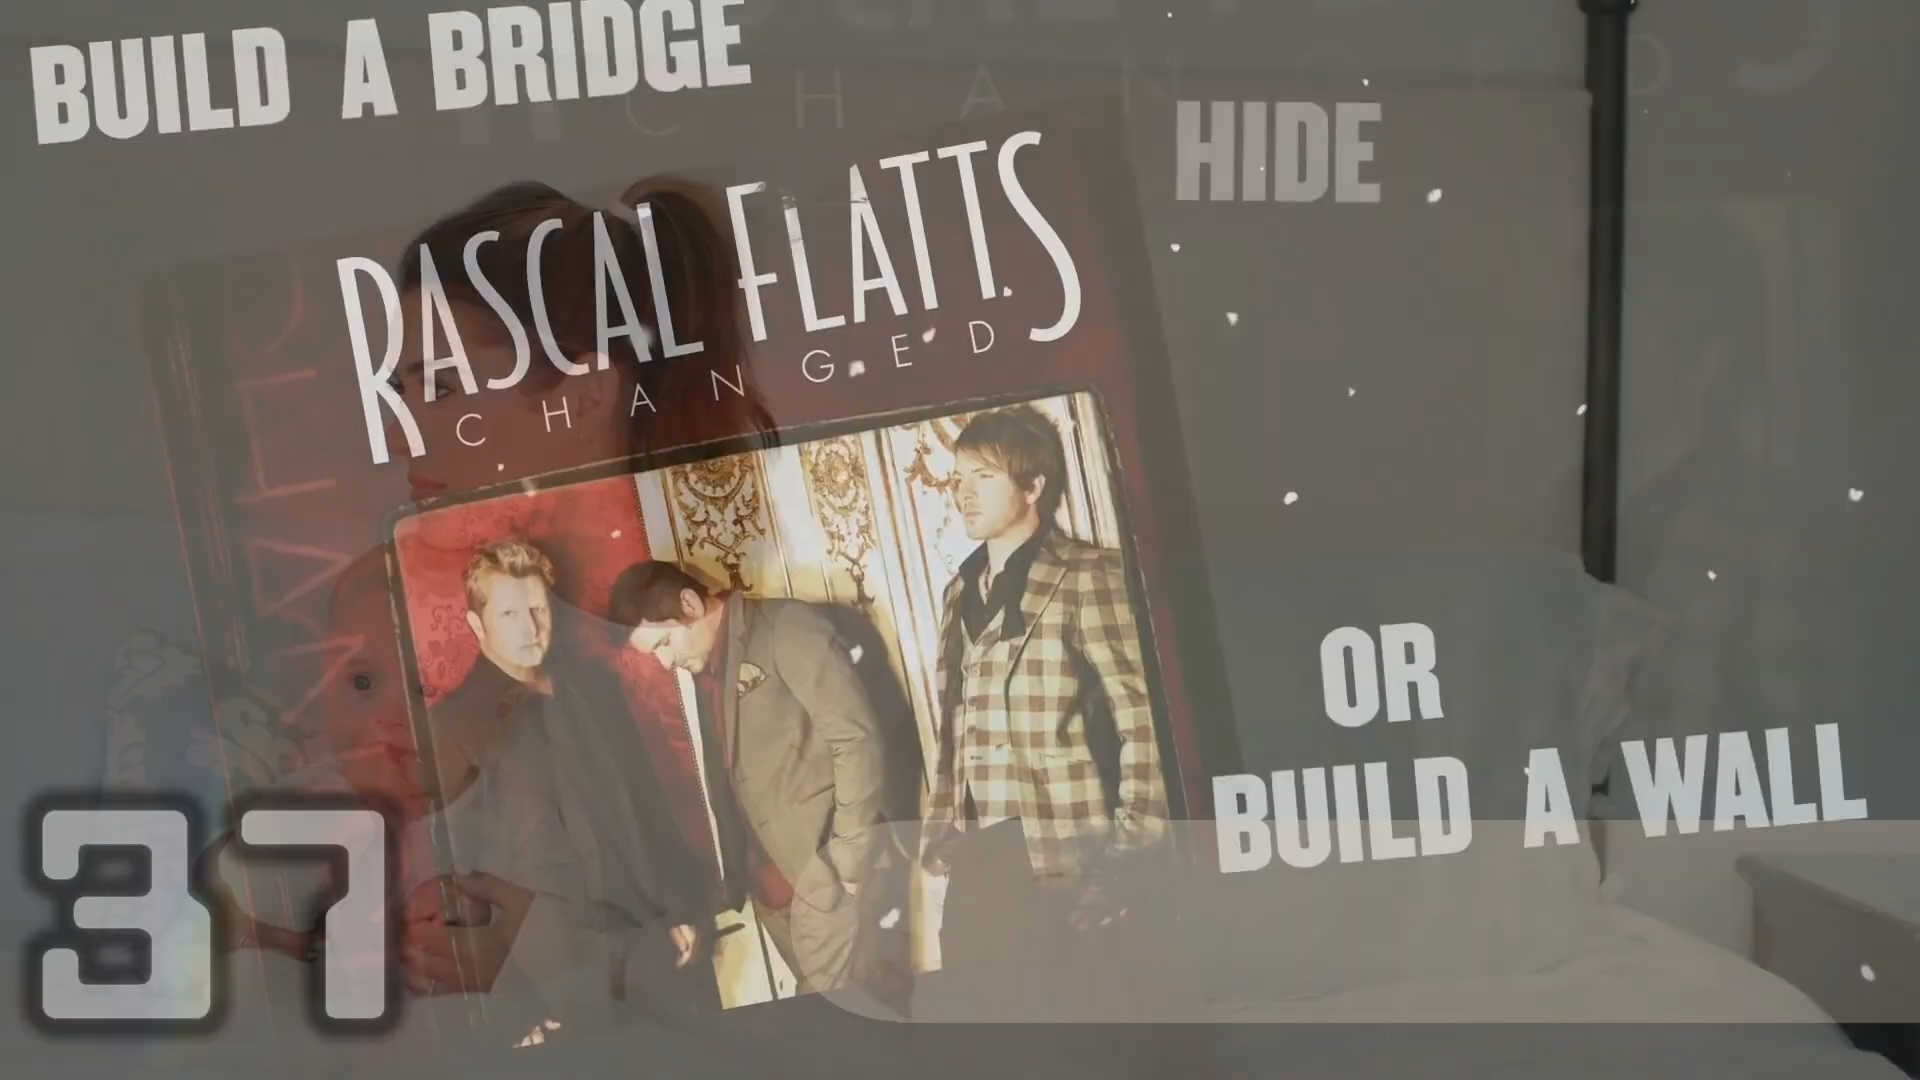 BUILD A BRIDGE
C H A N G E D
HIDE
RASCAL FLATTS
CHANGED
OR
BUILD A WALL
37